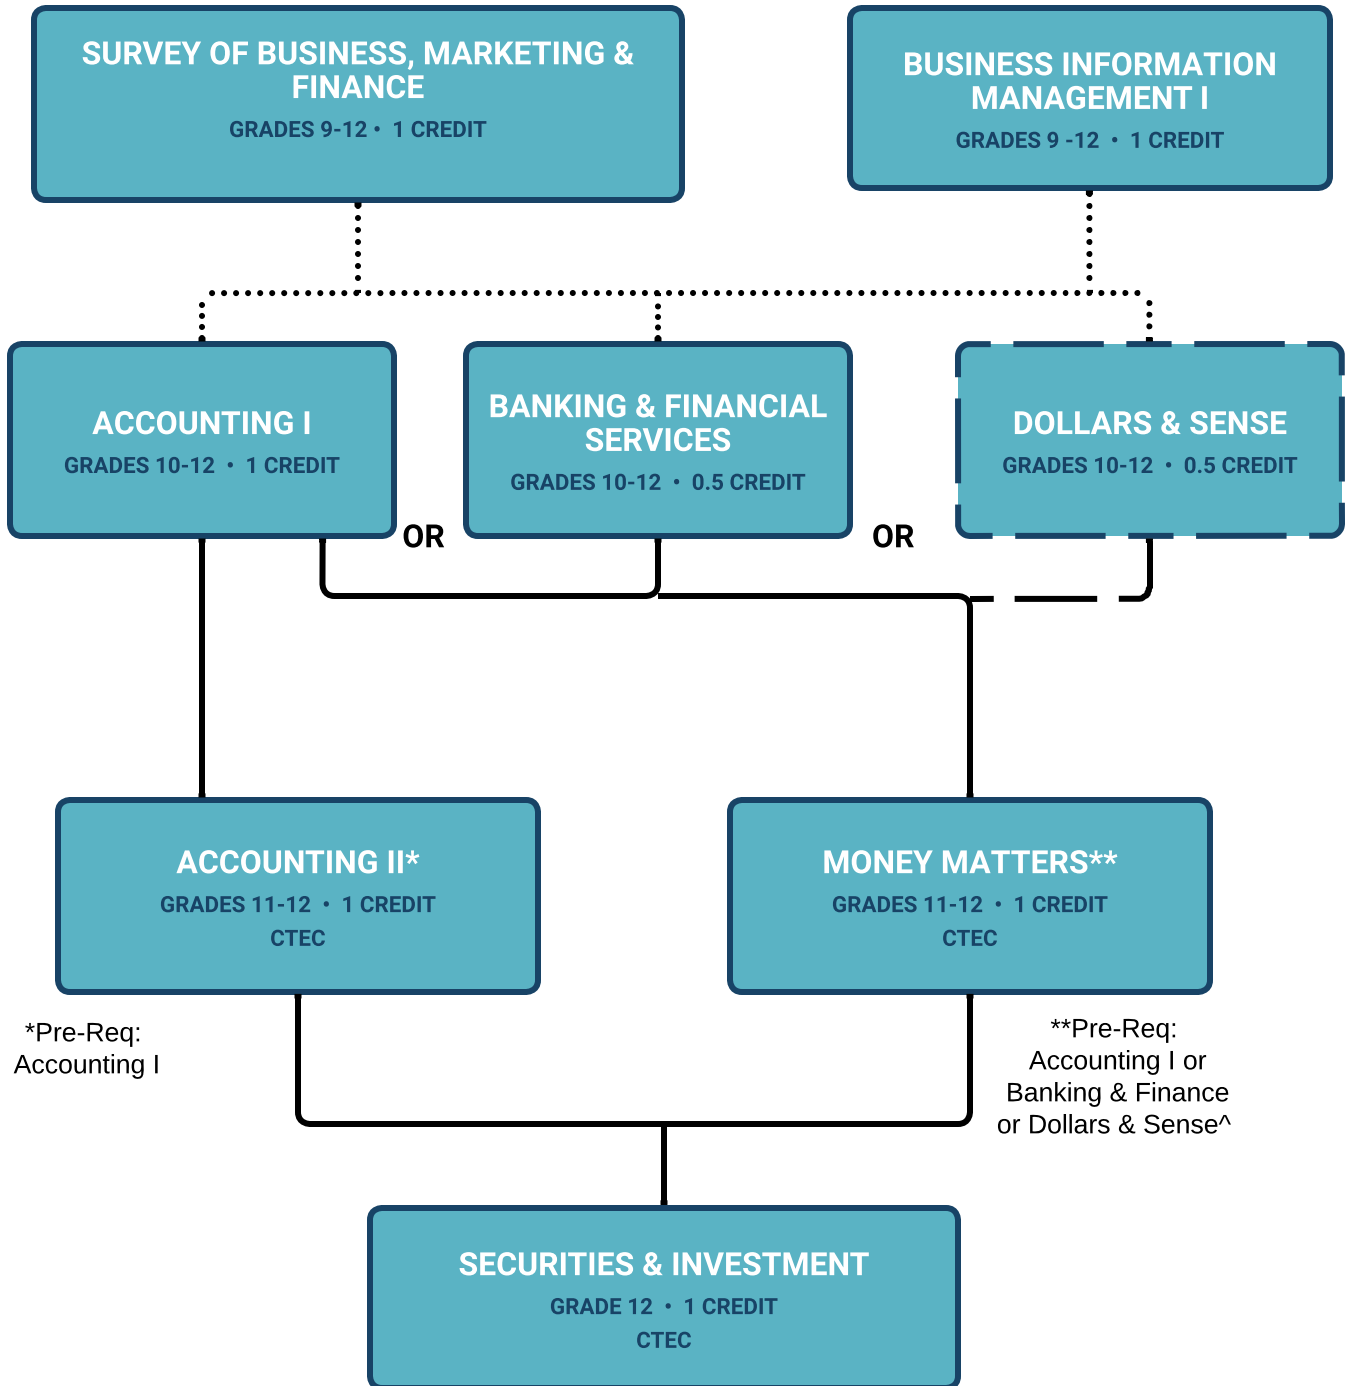 SURVEY OF BUSINESS, MARKETING &
FINANCE
GRADES 9-12 • 1 CREDIT
BUSINESS INFORMATION
MANAGEMENT I
GRADES 9 -12 • 1 CREDIT
ACCOUNTING I
GRADES 10-12 • 1 CREDIT
OR
BANKING & FINANCIAL
SERVICES
GRADES 10-12 • 0.5 CREDIT
OR
DOLLARS & SENSE
GRADES 10-12 • 0.5 CREDIT
ACCOUNTING II*
GRADES 11-12 • 1 CREDIT
CTEC
MONEY MATTERS**
GRADES 11-12 • 1 CREDIT
CTEC
*Pre-Req:
Accounting I
**Pre-Req:
Accounting I or
Banking & Finance
or Dollars & Sense^
SECURITIES & INVESTMENT
GRADE 12 • 1 CREDIT
CTEC